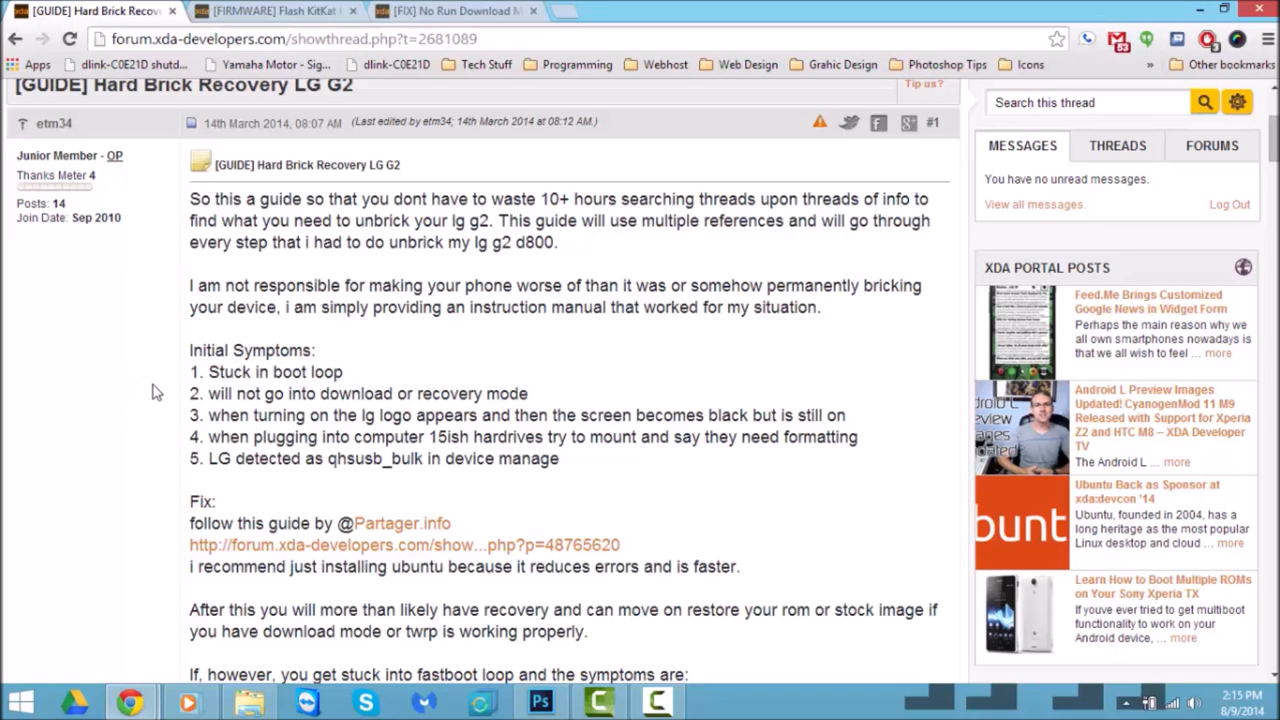 [GUIDE] Hard Brick Recov
[FIRMWARE] Flash KitKat
[FIX] No Run Download M
forum.xda-developers.com/showthread.php?t=2681089
Apps
dlink-C0E21D shutd...
Yamaha Motor - Sig...
dlink-C0E21D
Tech Stuff
Programming
Webhost
Web Design
Grahic Design
Photoshop Tips
Icons
»
Other bookmarks
[GUIDE] Hard Brick Recovery LG G2
Tip us?
etm34
14th March 2014, 08:07 AM (Last edited by etm34; 14th March 2014 at 08:12 AM.)
#1
Junior Member - OP
Thanks Meter 4
Posts: 14
Join Date: Sep 2010
[GUIDE] Hard Brick Recovery LG G2
So this a guide so that you dont have to waste 10+ hours searching threads upon threads of info to
find what you need to unbrick your lg g2. This guide will use multiple references and will go through
every step that i had to do unbrick my lg g2 d800.
I am not responsible for making your phone worse of than it was or somehow permanently bricking
your device, i am simply providing an instruction manual that worked for my situation.
Initial Symptoms:
1. Stuck in boot loop
2. will not go into download or recovery mode
3. when turning on the lg logo appears and then the screen becomes black but is still on
4. when plugging into computer 15ish hardrives try to mount and say they need formatting
5. LG detected as qhsusb_bulk in device manage
Fix:
follow this guide by @Partager.info
http://forum.xda-developers.com/show...php?p=48765620
i recommend just installing ubuntu because it reduces errors and is faster.
After this you will more than likely have recovery and can move on restore your rom or stock image if
you have download mode or twrp is working properly.
If, however, you get stuck into fastboot loop and the symptoms are:
Search this thread
MESSAGES
THREADS
FORUMS
You have no unread messages.
View all messages.
Log Out
XDA PORTAL POSTS
Feed.Me Brings Customized
Google News in Widget Form
Perhaps the main reason why we
all own smartphones nowadays is
that we all wish to feel ... more
Android L Preview Images
Updated! CyanogenMod 11 M9
Released with Support for Xperia
Z2 and HTC M8 – XDA Developer
TV
The Android L ... more
Ubuntu Back as Sponsor at
xda:devcon '14
Ubuntu, founded in 2004, has a
long heritage as the most popular
Linux desktop and cloud ... more
Learn How to Boot Multiple ROMs
on Your Sony Xperia TX
If youve ever tried to get multiboot
functionality to work on your
Android device, ... more
2:15 PM
8/9/2014